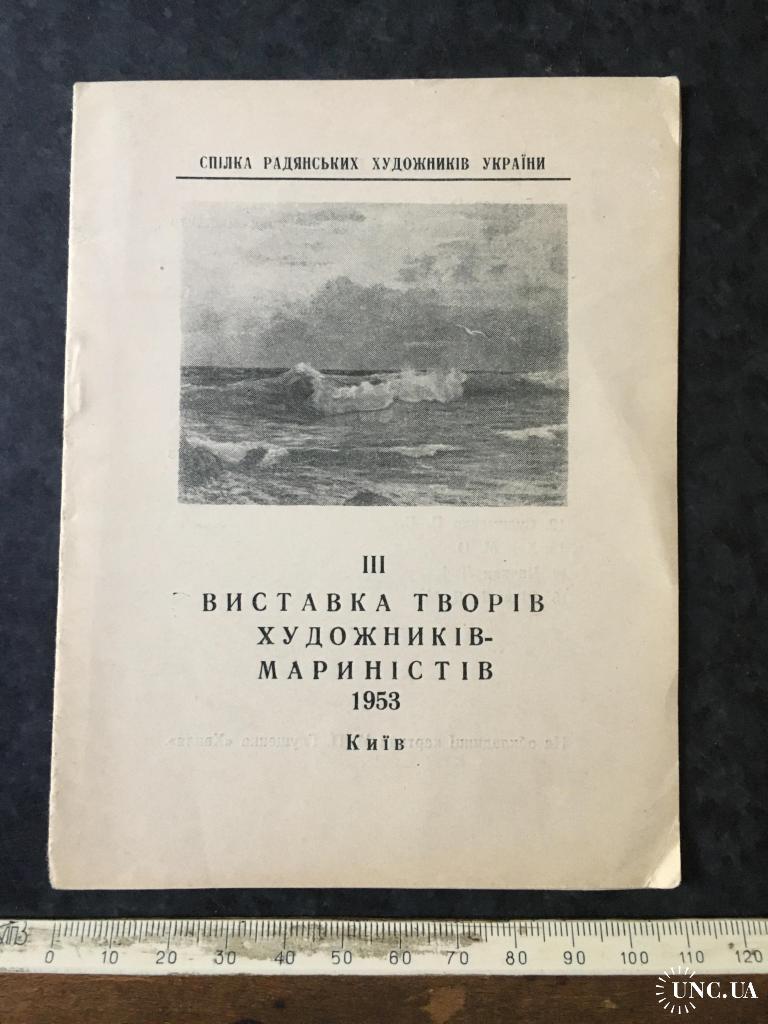 СПІЛКА РАДЯНСЬКИХ ХУДОЖНИКІВ УКРАЇНИ
III
ВИСТАВКА ТВОРІВ
ХУДОЖНИКІВ-
МАРИНІСТІВ
1953
Київ
0 10 20 30 40 50 60 70 80 90 100 110 120
UNC.UA